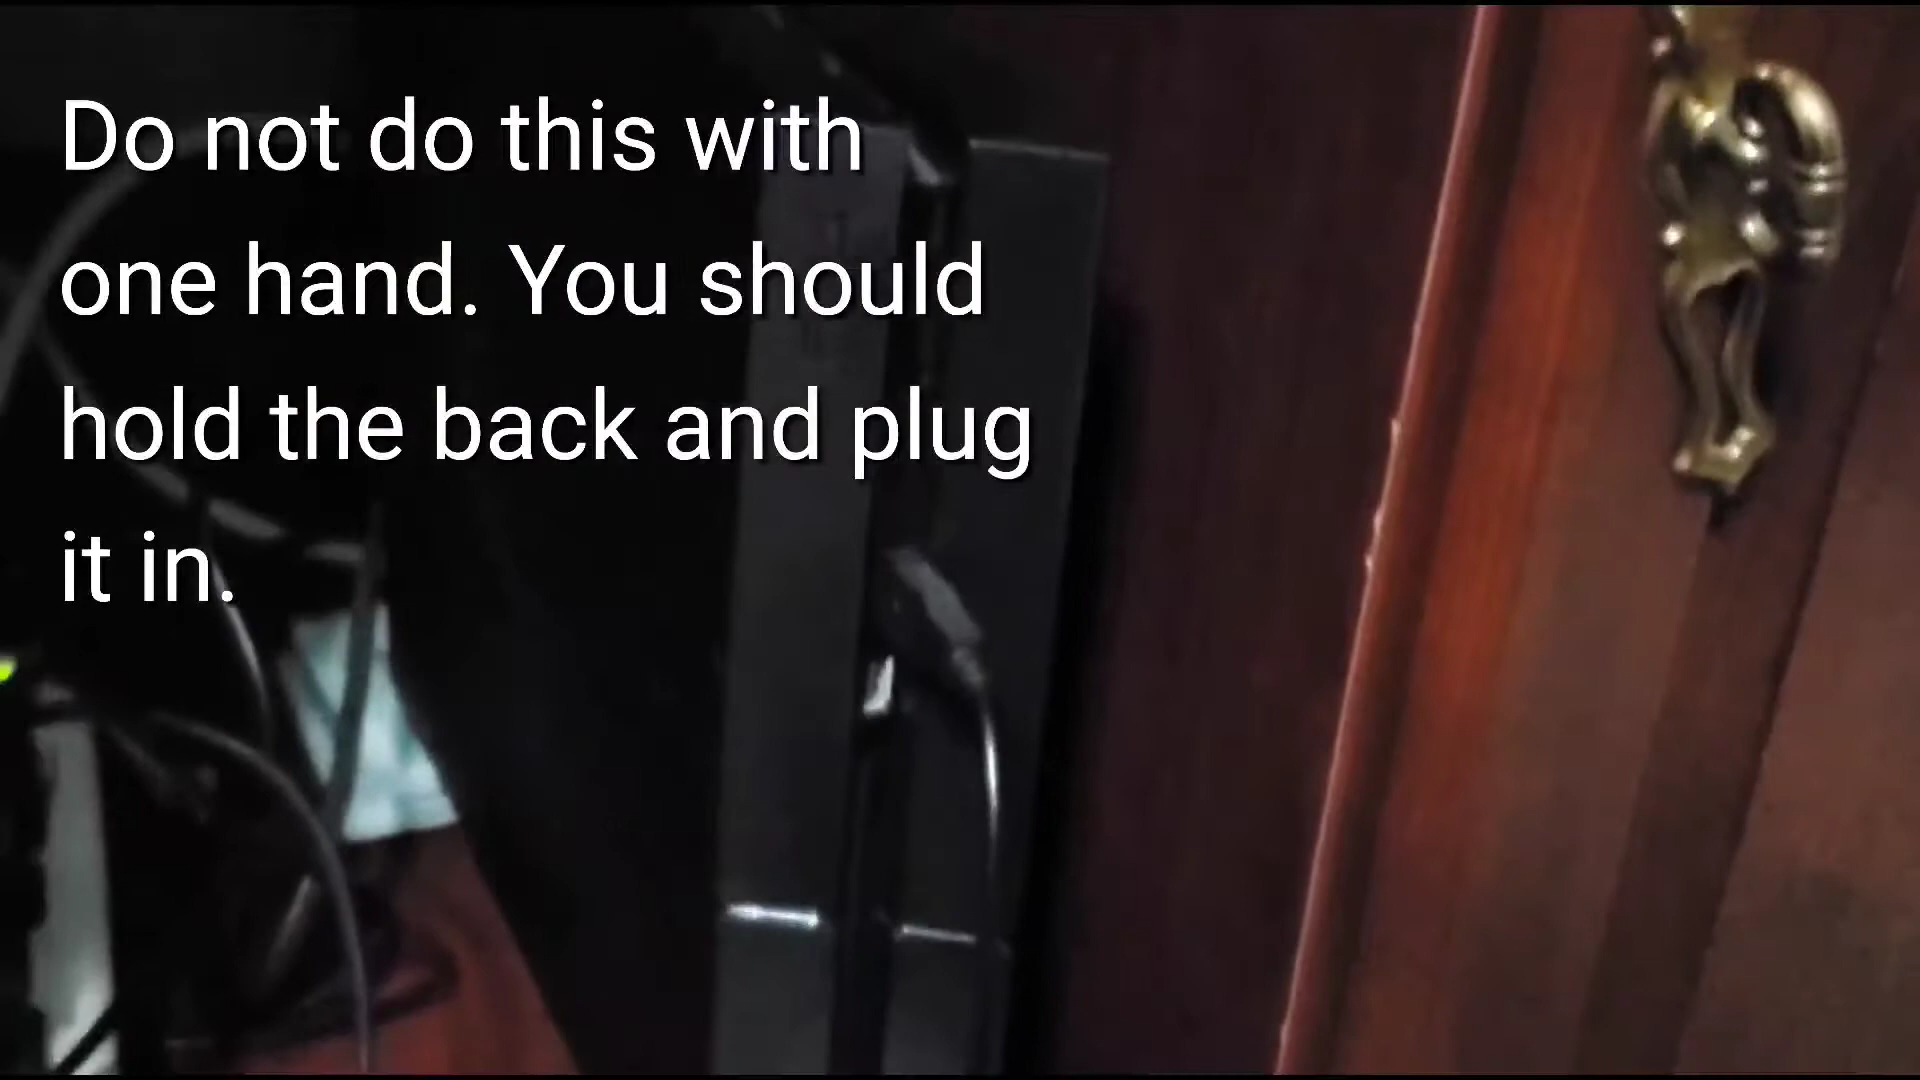 Do not do this with
one hand. You should
hold the back and plug
it in.